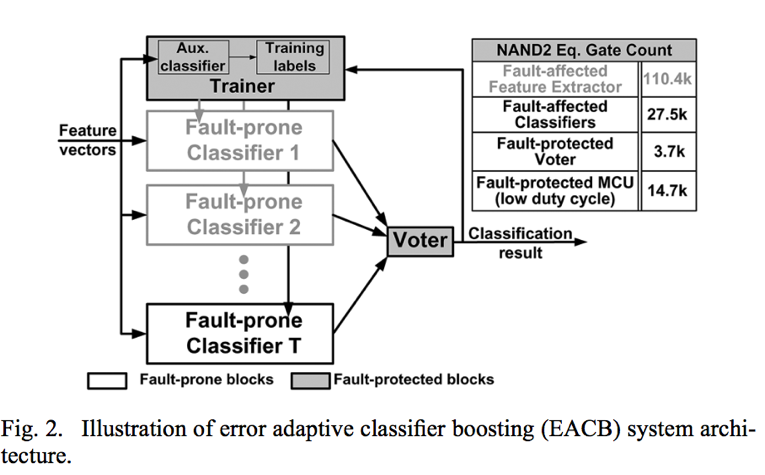 Aux.
classifier
Training
labels
Trainer
Feature
vectors
Fault-prone
Classifier 1
Fault-prone
Classifier 2
Fault-prone
Classifier T
Voter
Classification
result
NAND2 Eq. Gate Count
Fault-affected
Feature Extractor
110.4k
Fault-affected
Classifiers
27.5k
Fault-protected
Voter
3.7k
Fault-protected MCU
(low duty cycle)
14.7k
Fault-prone blocks
Fault-protected blocks
Fig. 2. Illustration of error adaptive classifier boosting (EACB) system archi-
tecture.